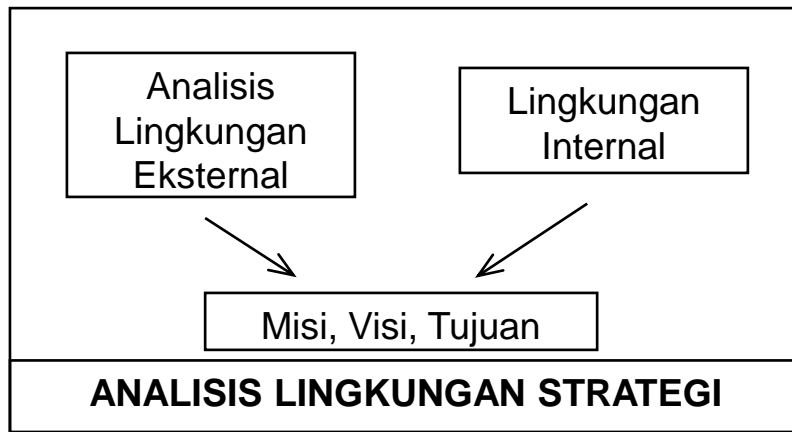 Analisis
Lingkungan
Eksternal
Lingkungan
Internal
Misi, Visi, Tujuan
ANALISIS LINGKUNGAN STRATEGI